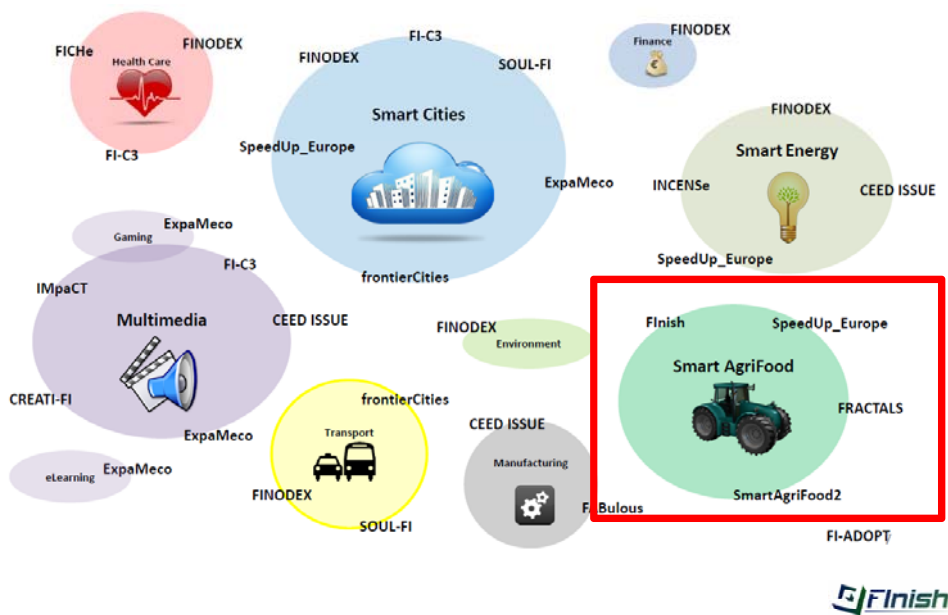 FICHe
FINODEX
Health Care
FI-C3
FI-C3
FINODEX
SOUL-FI
Smart Cities
SpeedUp_Europe
ExpaMeco
frontierCities
FINODEX
Finance
€
FINODEX
Smart Energy
INCENSe
CEED ISSUE
SpeedUp_Europe
ExpaMeco
Gaming
FI-C3
IMpaCT
Multimedia
CEED ISSUE
CREATI-FI
ExpaMeco
ExpaMeco
eLearning
FINODEX
Environment
frontierCities
Transport
FINODEX
SOUL-FI
CEED ISSUE
Manufacturing
FABulous
FInish
SpeedUp_Europe
Smart AgriFood
FRACTALS
SmartAgriFood2
FI-ADOPT
FInish